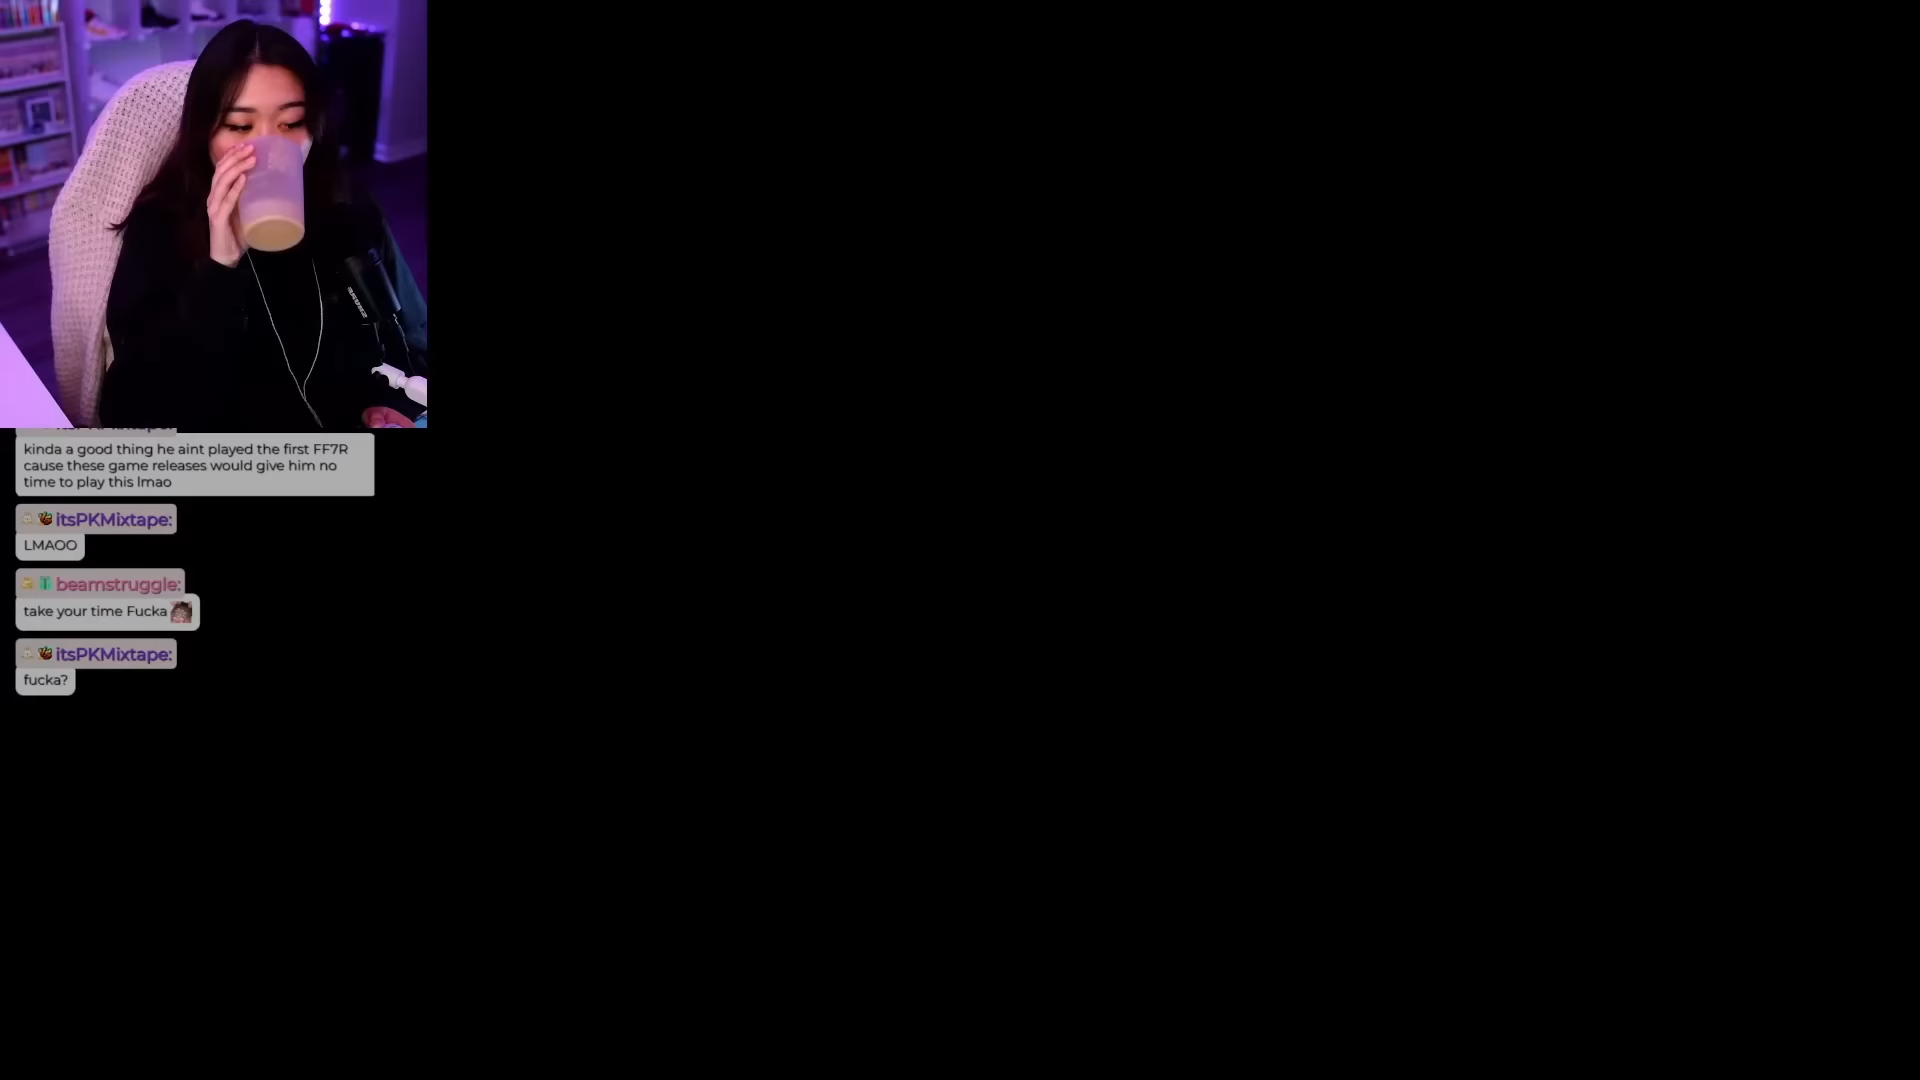 kinda a good thing he aint played the first FF7R
cause these game releases would give him no
time to play this lmao
itsPKMixtape:
LMAOO
beamstruggle:
take your time Fucka
itsPKMixtape:
fucka?